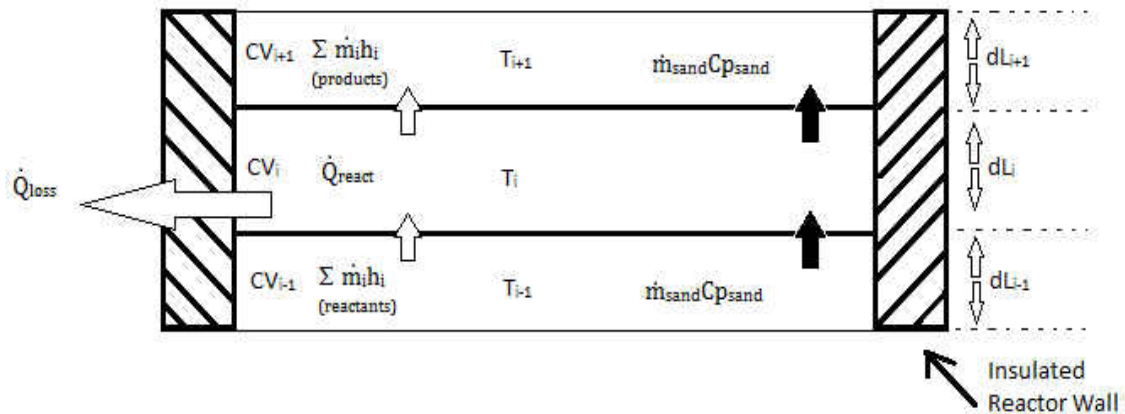 CVᵢ₊₁ Σ ṁᵢhᵢ Tᵢ₊₁ ṁsandCpsand dLᵢ₊₁
(products)
CVᵢ Q̇react Tᵢ dLᵢ
Q̇loss
CVᵢ₋₁ Σ ṁᵢhᵢ Tᵢ₋₁ ṁsandCpsand dLᵢ₋₁
(reactants)
Insulated
Reactor Wall